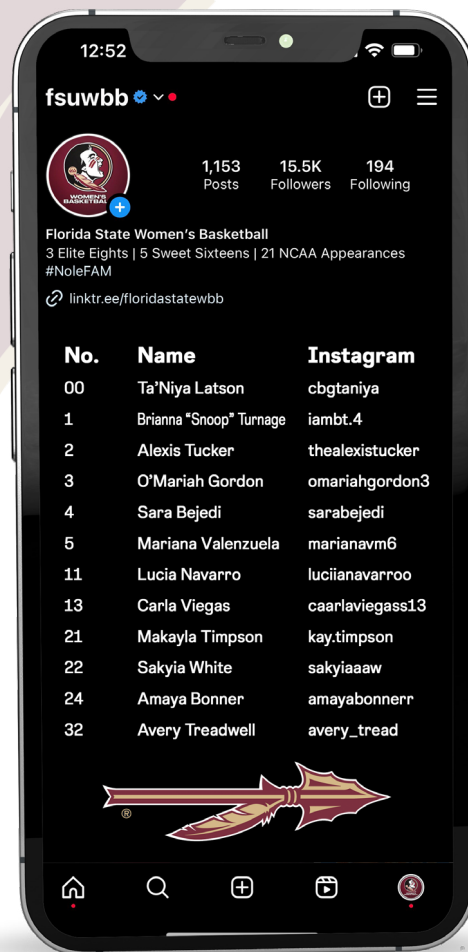 12:52
fsuwbb
1,153 15.5K 194
Posts Followers Following
WOMEN'S
BASKETBALL
Florida State Women's Basketball
3 Elite Eights | 5 Sweet Sixteens | 21 NCAA Appearances
#NoleFAM
linktr.ee/floridastatewbb
No. Name Instagram
00 Ta'Niya Latson cbgtaniya
1 Brianna “Snoop” Turnage iambt.4
2 Alexis Tucker thealexistucker
3 O'Mariah Gordon omariahgordon3
4 Sara Bejedi sarabejedi
5 Mariana Valenzuela marianavm6
11 Lucia Navarro luciianavarroo
13 Carla Viegas caarlaviegass13
21 Makayla Timpson kay.timpson
22 Sakyia White sakyiaaaw
24 Amaya Bonner amayabonnerr
32 Avery Treadwell avery_tread
®